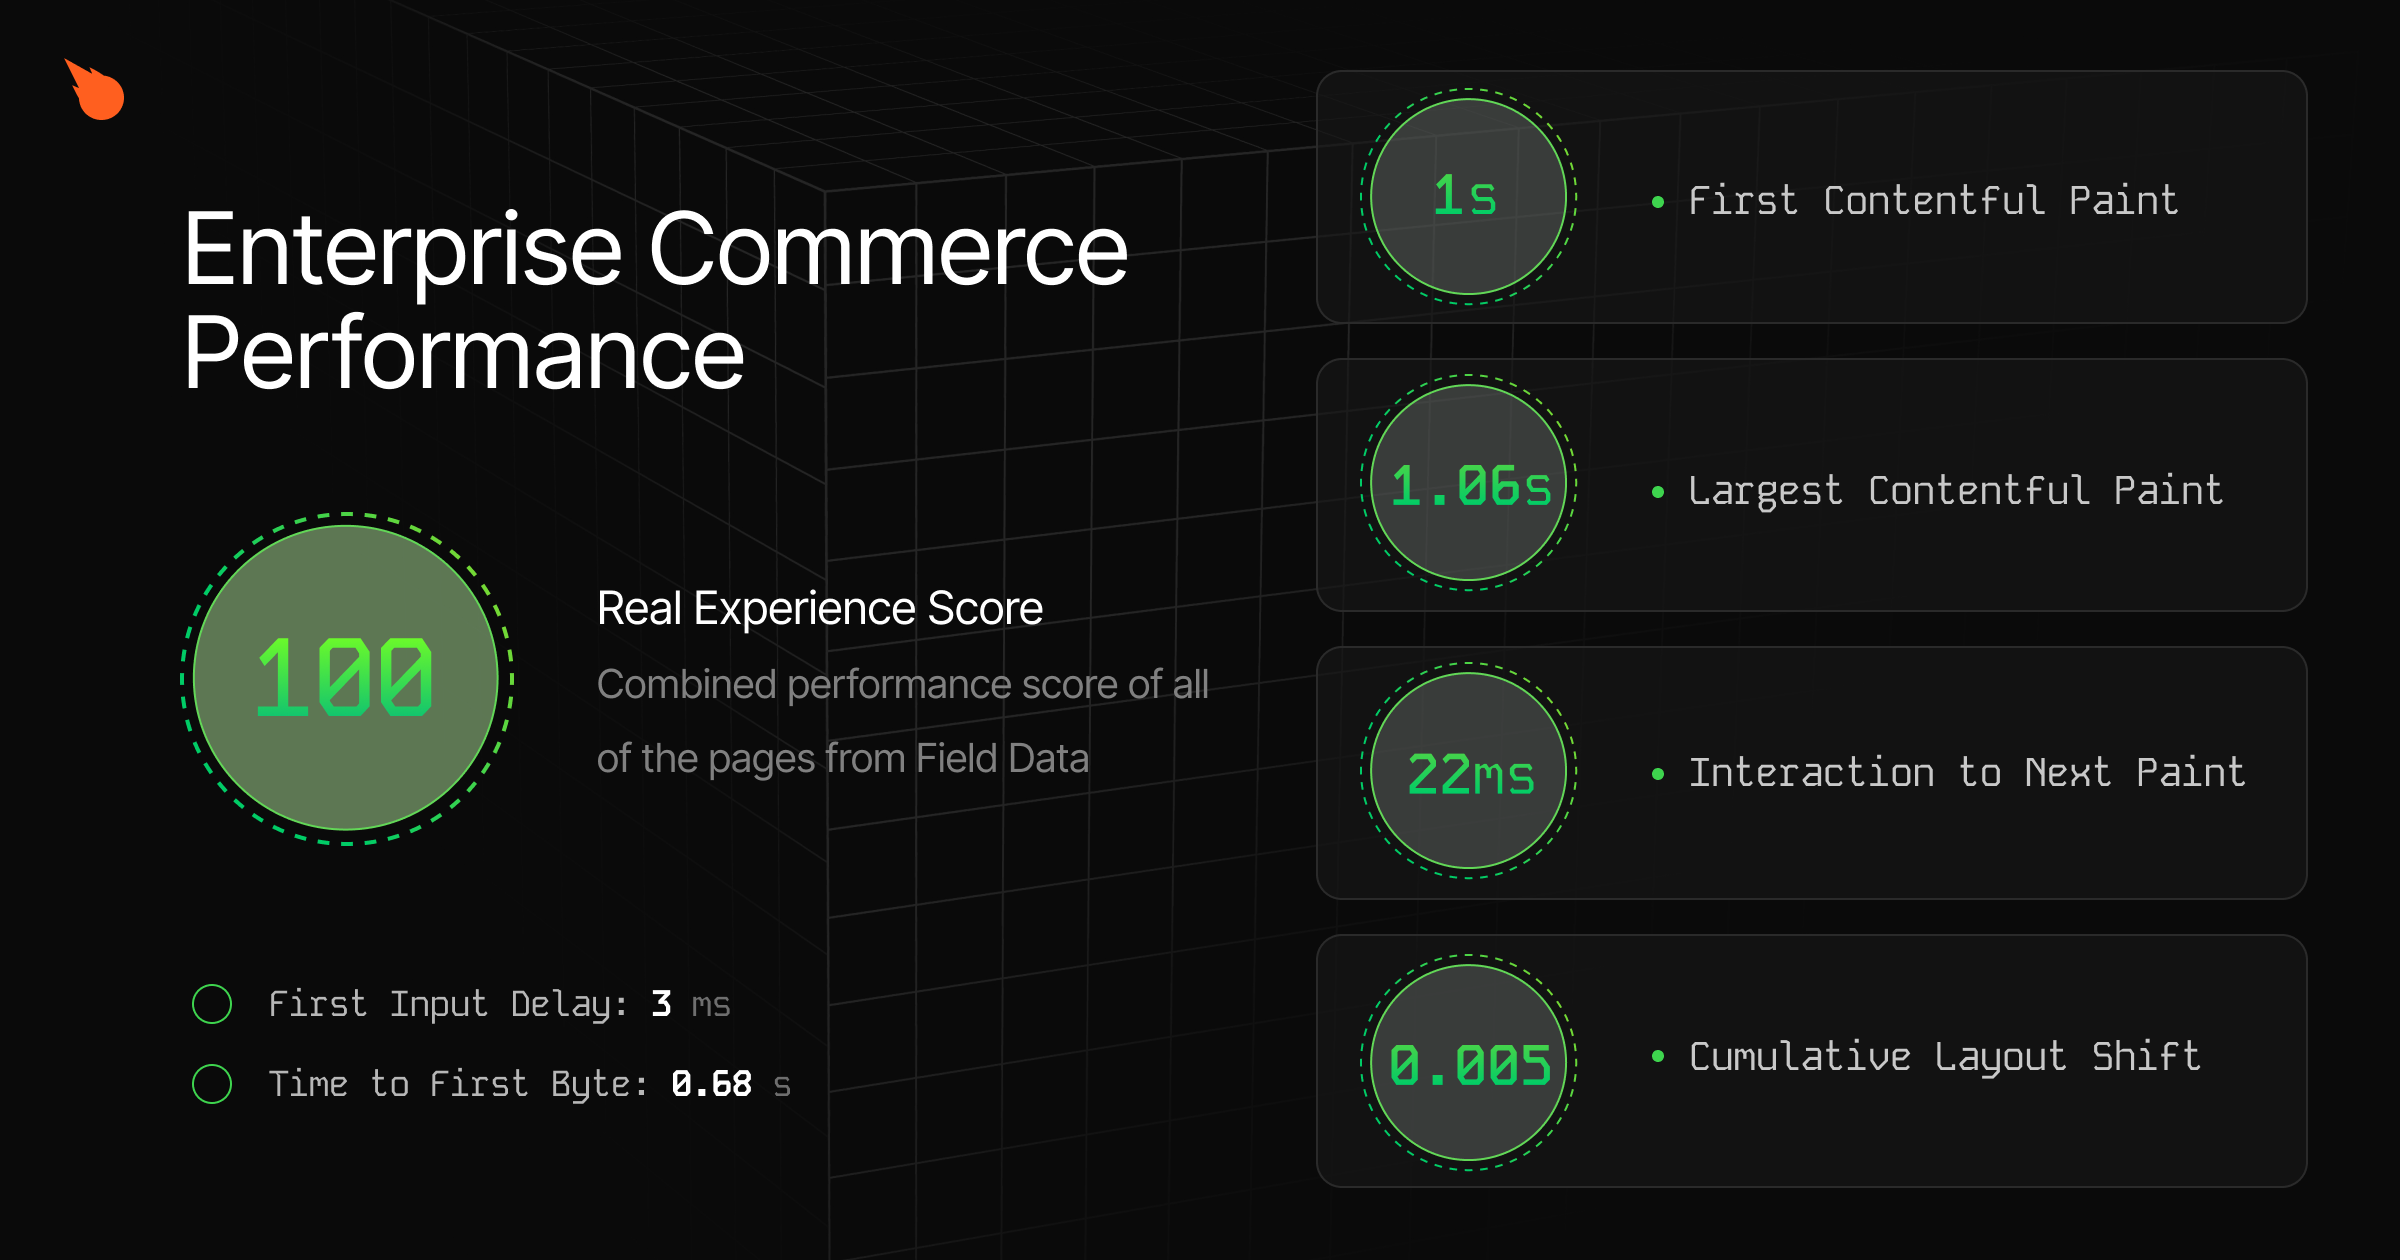 Enterprise Commerce
Performance
100
Real Experience Score
Combined performance score of all
of the pages from Field Data
First Input Delay: 3 ms
Time to First Byte: 0.68 s
1s
First Contentful Paint
1.06s
Largest Contentful Paint
22ms
Interaction to Next Paint
0.005
Cumulative Layout Shift